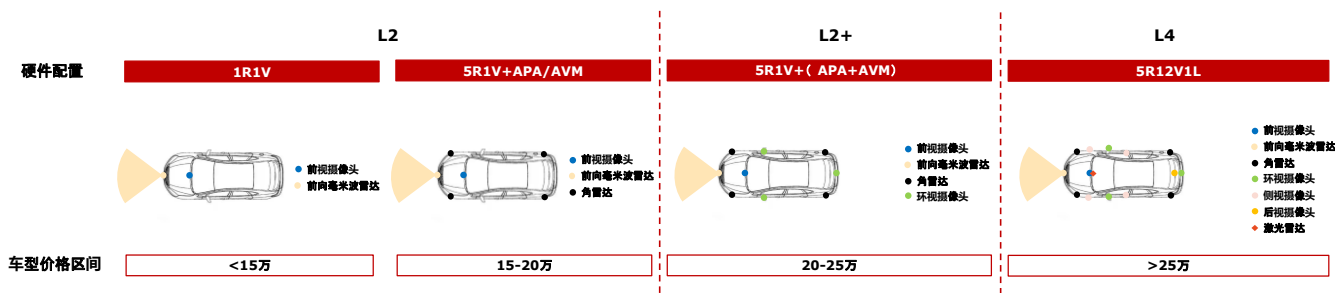 L2
L2+
L4
硬件配置
1R1V
5R1V+APA/AVM
5R1V+（ APA+AVM）
5R12V1L
前视摄像头
前向毫米波雷达
前视摄像头
前向毫米波雷达
角雷达
前视摄像头
前向毫米波雷达
角雷达
环视摄像头
前视摄像头
前向毫米波雷达
角雷达
环视摄像头
侧视摄像头
后视摄像头
激光雷达
车型价格区间
<15万
15-20万
20-25万
>25万